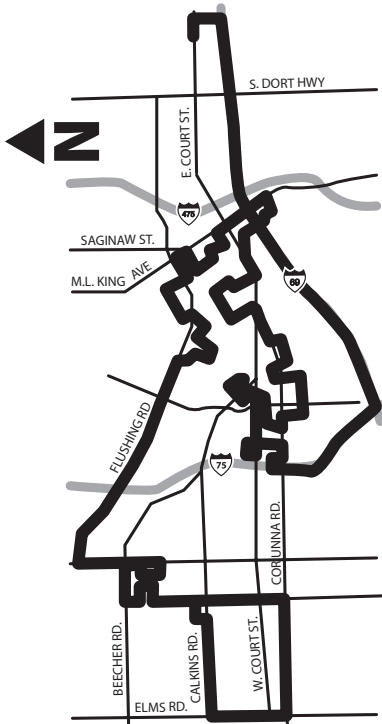 S. DORT HWY
E. COURT ST.
N
475
SAGINAW ST.
M.L. KING AVE
69
FLUSHING RD
75
CORUNNA RD.
BEECHER RD.
CALKINS RD.
W. COURT ST.
ELMS RD.